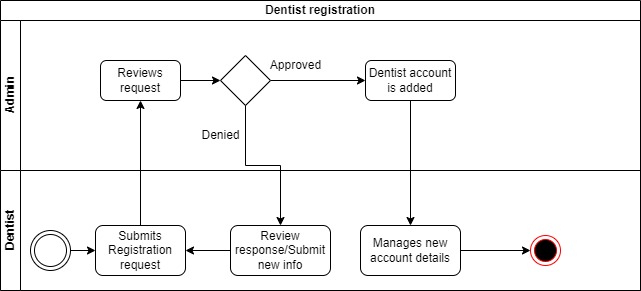 Dentist registration
Admin
Reviews
request
Approved
Dentist account
is added
Denied
Dentist
Submits
Registration
request
Review
response/Submit
new info
Manages new
account details